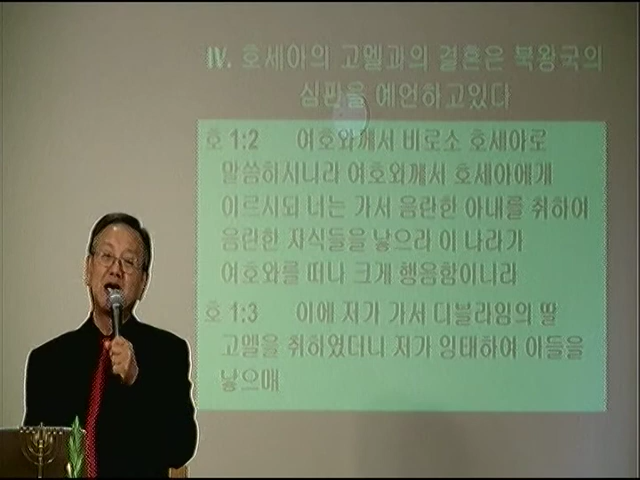 IV. 호세아의 고멜과의 결혼은 북왕국의
심판을 예언하고있다
호 1:2 여호와께서 비로소 호세아로
말씀하시니라 여호와께서 호세아에게
이르시되 너는 가서 음란한 아내를 취하여
음란한 자식들을 낳으라 이 나라가
여호와를 떠나 크게 행음함이니라
호 1:3 이에 저가 가서 디블라임의 딸
고멜을 취하였더니 저가 잉태하여 아들을
낳으매